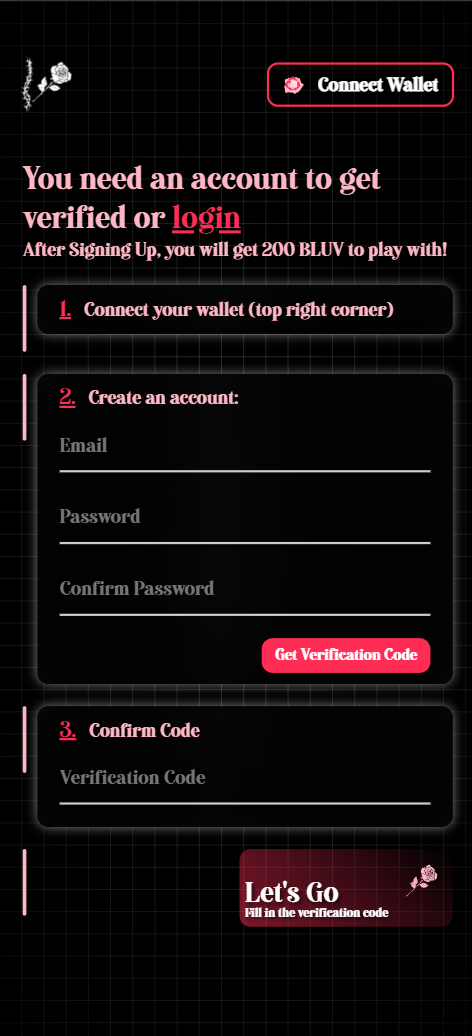 Connect Wallet
You need an account to get
verified or login
After Signing Up, you will get 200 BLUV to play with!
1. Connect your wallet (top right corner)
2. Create an account:
Email
Password
Confirm Password
Get Verification Code
3. Confirm Code
Verification Code
Let's Go
Fill in the verification code